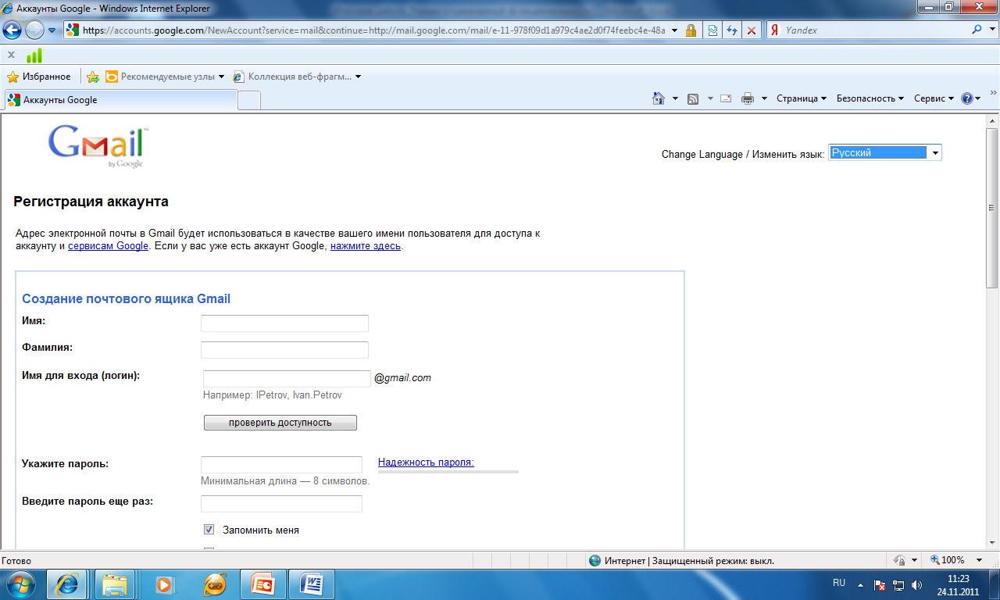 Аккаунты Google - Windows Internet Explorer
https://accounts.google.com/NewAccount?service=mail&continue=http://mail.google.com/mail/e-11-978f09d1a979c4ae2d0f74feebc4e-48a
Yandex
Избранное
Рекомендуемые узлы
Коллекция веб-фрагм...
Аккаунты Google
Страница
Безопасность
Сервис
Gmail™
by Google
Change Language / Изменить язык: Русский
Регистрация аккаунта
Адрес электронной почты в Gmail будет использоваться в качестве вашего имени пользователя для доступа к
аккаунту и сервисам Google. Если у вас уже есть аккаунт Google, нажмите здесь.
Создание почтового ящика Gmail
Имя:
Фамилия:
Имя для входа (логин): @gmail.com
Например: IPetrov, Ivan.Petrov
проверить доступность
Укажите пароль: Надежность пароля:
Минимальная длина — 8 символов.
Введите пароль еще раз:
Запомнить меня
Готово
Интернет | Защищенный режим: выкл.
100%
RU
11:23
24.11.2011